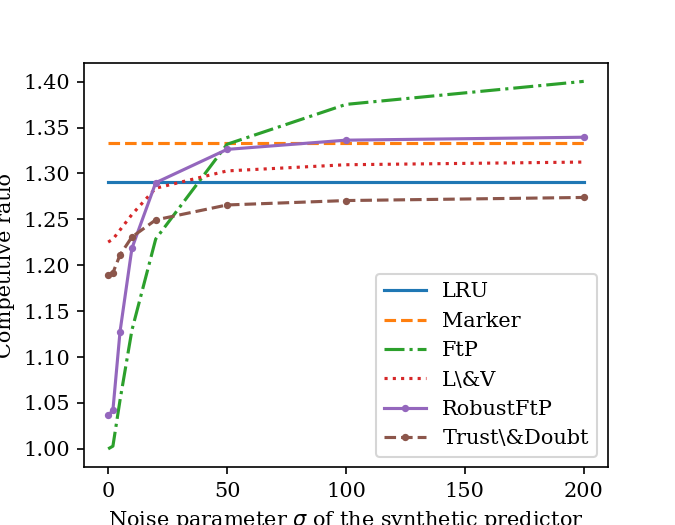 1.40
1.35
1.30
1.25
1.20
1.15
1.10
1.05
1.00
Competitive ratio
0 50 100 150 200
Noise parameter σ of the synthetic predictor
LRU
Marker
FtP
L\&V
RobustFtP
Trust\&Doubt